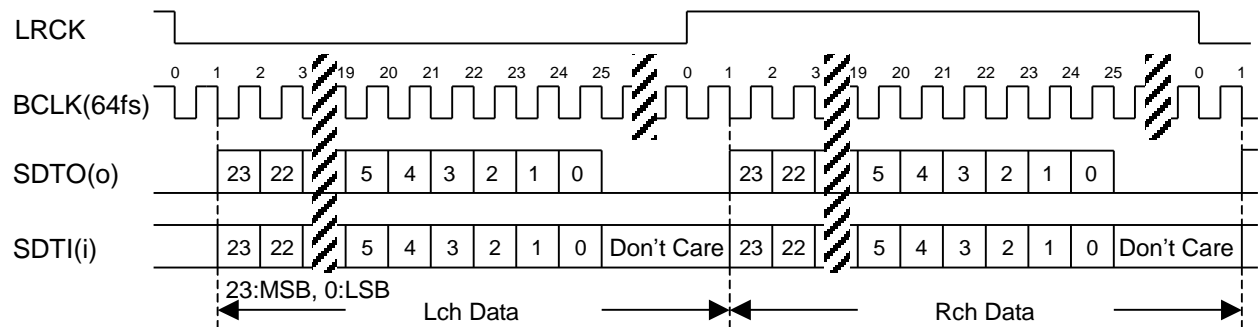 LRCK
0 1 2 3 19 20 21 22 23 24 25 0 1 2 3 19 20 21 22 23 24 25 0 1
BCLK(64fs)
SDTO(o) 23 22 5 4 3 2 1 0 23 22 5 4 3 2 1 0
SDTI(i) 23 22 5 4 3 2 1 0 Don't Care 23 22 5 4 3 2 1 0 Don't Care
23:MSB, 0:LSB
Lch Data Rch Data